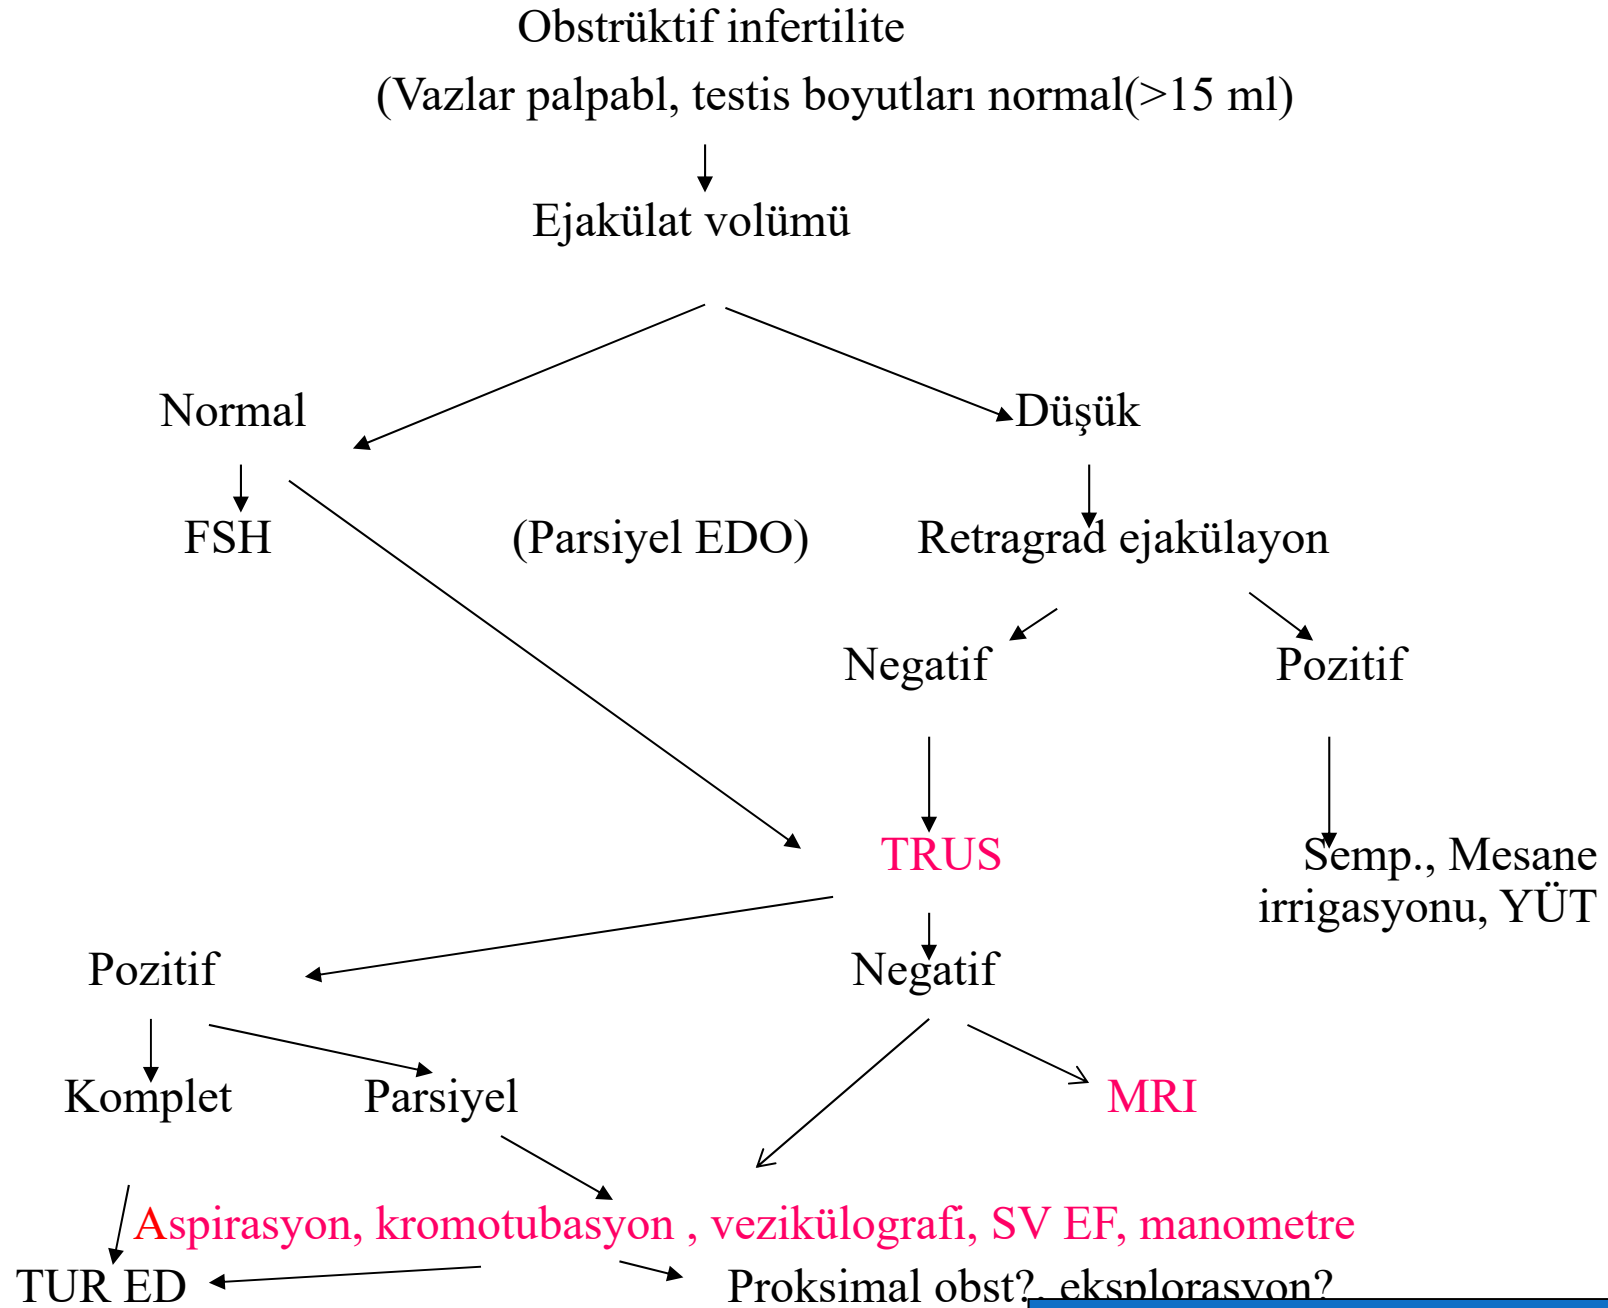 Obstrüktif infertilite
(Vazlar palpabl, testis boyutları normal(>15 ml)
Ejakülat volümü
Normal
Düşük
FSH
(Parsiyel EDO)
Retragrad ejakülayon
Negatif
Pozitif
TRUS
Semp., Mesane
irrigasyonu, YÜT
Pozitif
Negatif
Komplet
Parsiyel
MRI
Aspirasyon, kromotubasyon , vezikülografi, SV EF, manometre
TUR ED
Proksimal obst?, eksplorasyon?